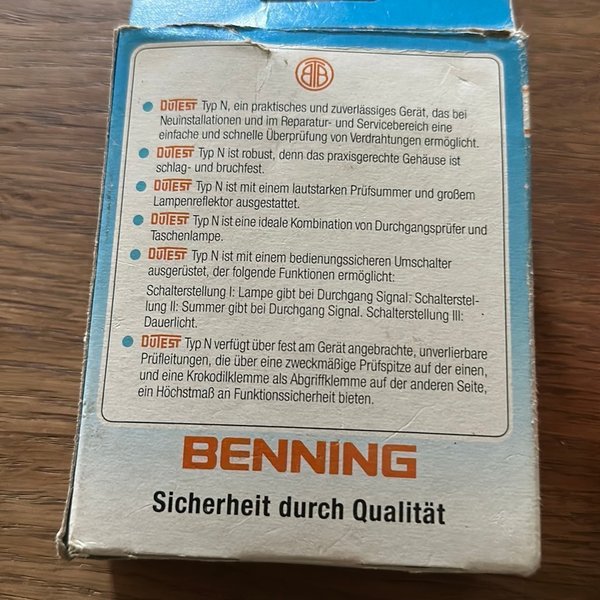 DUTEST Typ N, ein praktisches und zuverlässiges Gerät, das bei
Neuinstallationen und im Reparatur- und Servicebereich eine
einfache und schnelle Überprüfung von Verdrahtungen ermöglicht.
DUTEST Typ N ist robust, denn das praxisgerechte Gehäuse ist
schlag- und bruchfest.
DUTEST Typ N ist mit einem lautstarken Prüfsummer und großem
Lampenreflektor ausgestattet.
DUTEST Typ N ist eine ideale Kombination von Durchgangsprüfer und
Taschenlampe.
DUTEST Typ N ist mit einem bedienungssicheren Umschalter
ausgerüstet, der folgende Funktionen ermöglicht:
Schalterstellung I: Lampe gibt bei Durchgang Signal. Schalterstel-
lung II: Summer gibt bei Durchgang Signal. Schalterstellung III:
Dauerlicht.
DUTEST Typ N verfügt über fest am Gerät angebrachte, unverlierbare
Prüfleitungen, die über eine zweckmäßige Prüfspitze auf der einen,
und eine Krokodilklemme als Abgriffklemme auf der anderen Seite,
ein Höchstmaß an Funktionssicherheit bieten.
BENNING
Sicherheit durch Qualität